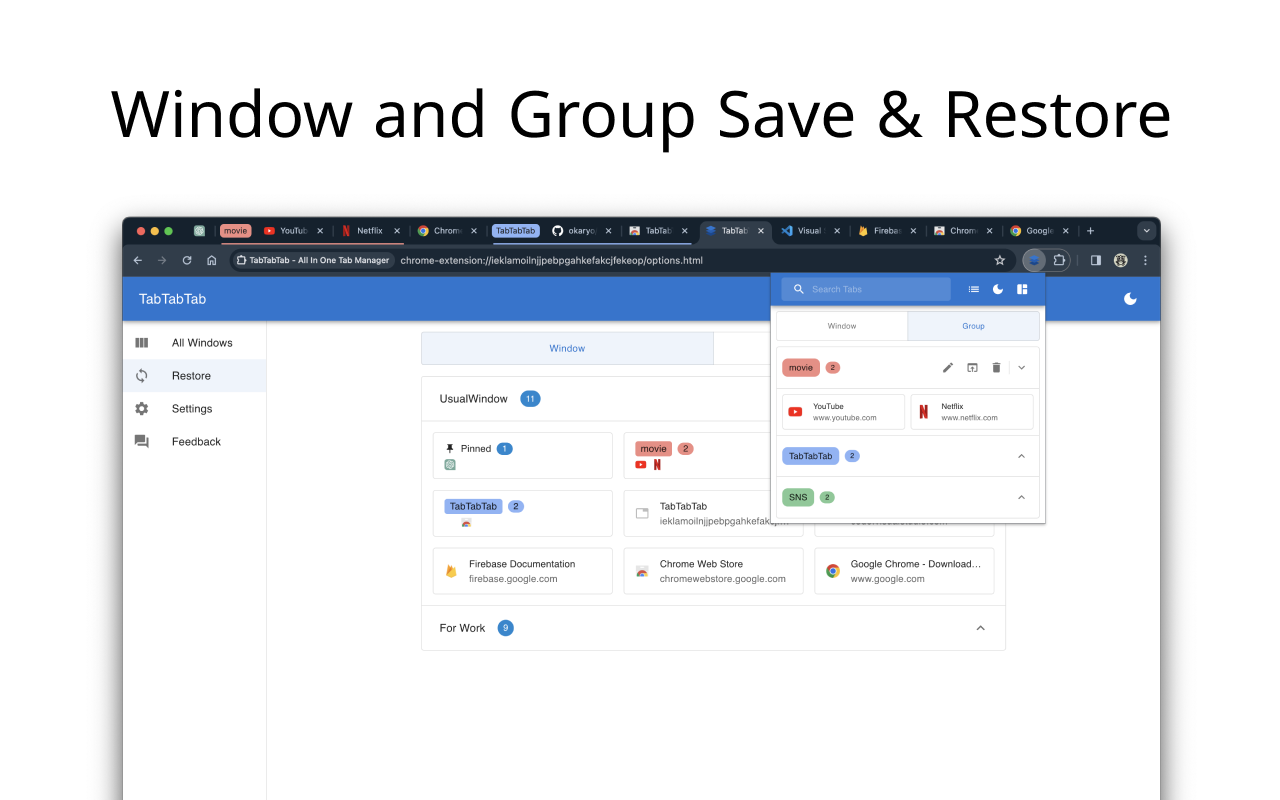 Window and Group Save & Restore
movie YouTub Netflix Chrom TabTabTab okaryo TabTab TabTab Visual Fireba Chrom Google
TabTabTab - All In One Tab Manager chrome-extension://ieklamoilnjjpebpgahkefakcjfekeop/options.html
TabTabTab
Search Tabs
All Windows
Restore
Settings
Feedback
Window
UsualWindow 11
Pinned 1
movie 2
TabTabTab 2
TabTabTab
ieklamoilnjjpebpgahkefakcj...
Firebase Documentation
firebase.google.com
Chrome Web Store
chromewebstore.google.com
Google Chrome - Download...
www.google.com
For Work 9
Window Group
movie 2
YouTube
www.youtube.com
Netflix
www.netflix.com
TabTabTab 2
SNS 2